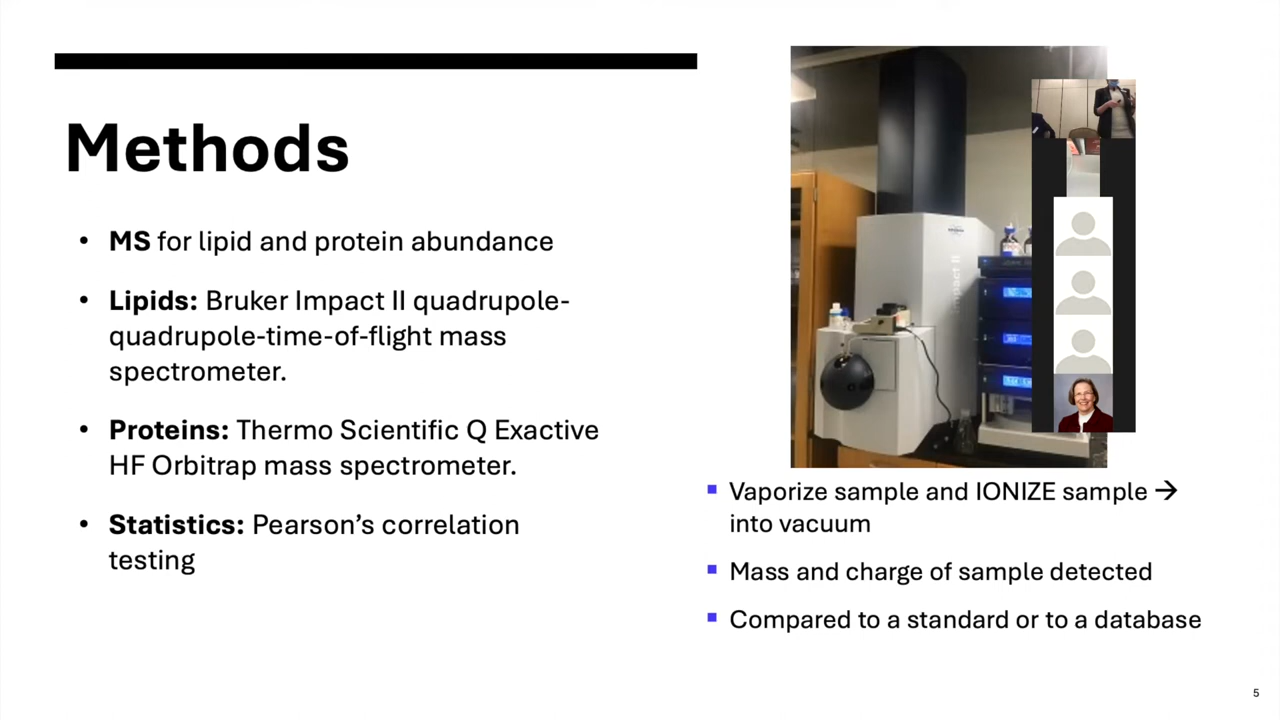 Methods
• MS for lipid and protein abundance
• Lipids: Bruker Impact II quadrupole-
quadrupole-time-of-flight mass
spectrometer.
• Proteins: Thermo Scientific Q Exactive
HF Orbitrap mass spectrometer.
• Statistics: Pearson’s correlation
testing
impact II
▪ Vaporize sample and IONIZE sample →
into vacuum
▪ Mass and charge of sample detected
▪ Compared to a standard or to a database
5